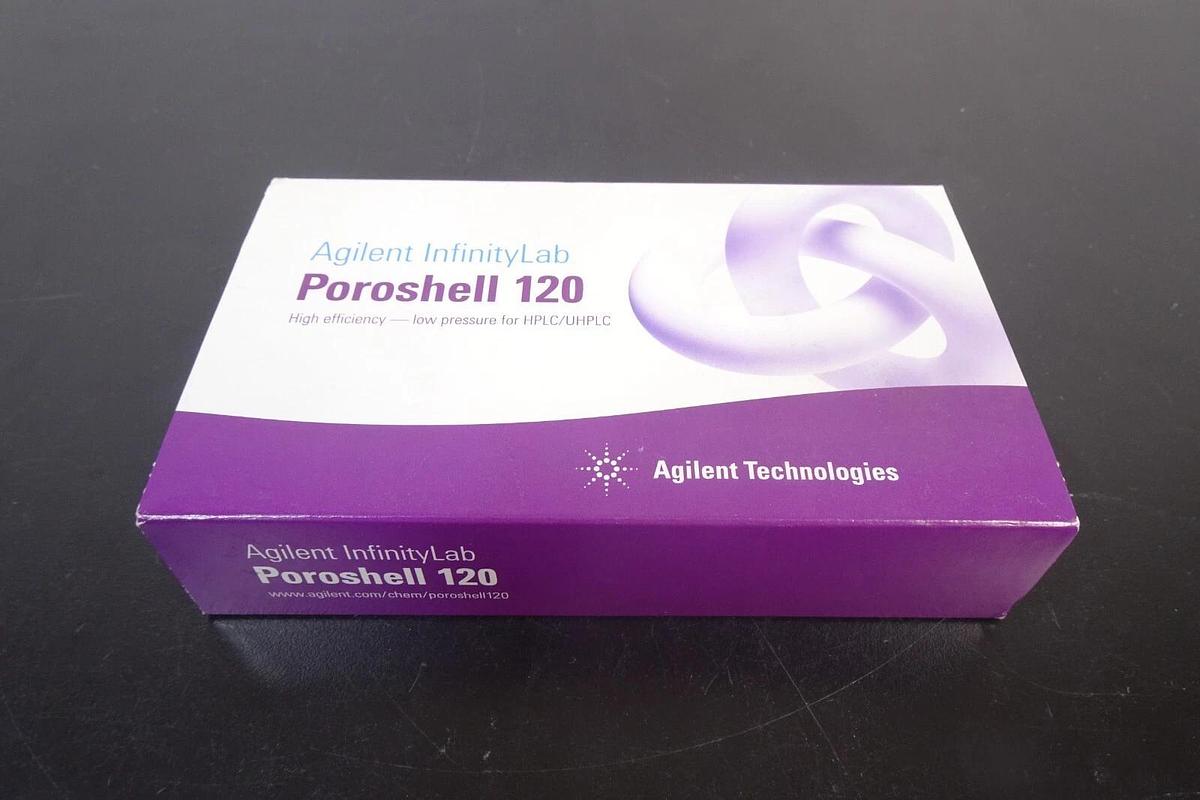 Agilent InfinityLab
Poroshell 120
High efficiency — low pressure for HPLC/UHPLC
Agilent Technologies
Agilent InfinityLab
Poroshell 120
www.agilent.com/chem/poroshell120